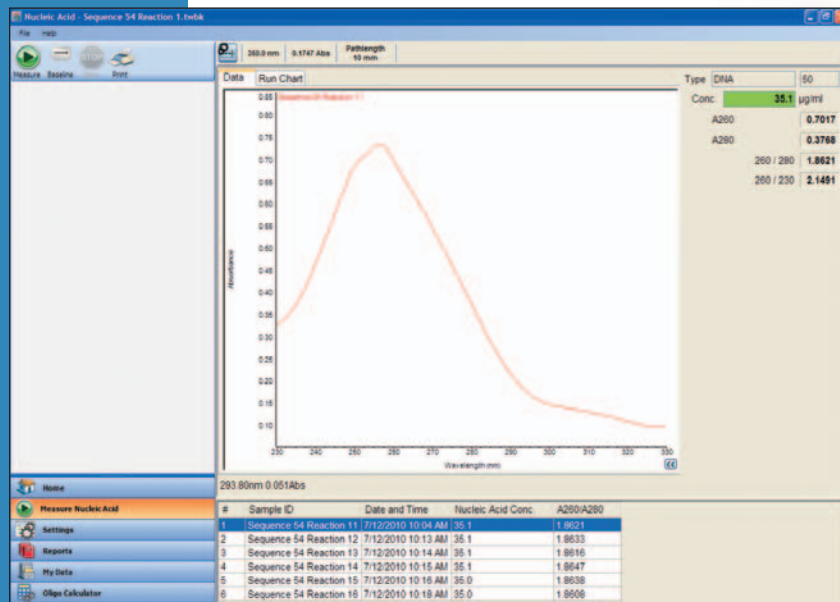 Nucleic Acid - Sequence 54 Reaction 1.twbk
File Help
Measure Baseline STOP Print
260.0 nm 0.1747 Abs Pathlength
10 mm
Data Run Chart
Type DNA 50
Conc. 35.1 µg/ml
A260 0.7017
A280 0.3768
260 / 280 1.8621
260 / 230 2.1491
Sequence 54 Reaction 11
0.85
0.80
0.75
0.70
0.65
0.60
0.55
0.50
0.45
0.40
0.35
0.30
0.25
0.20
0.15
0.10
Absorbance
230 240 250 260 270 280 290 300 310 320 330
Wavelength(nm)
293.80nm 0.051Abs
Home
Measure Nucleic Acid
Settings
Reports
My Data
Oligo Calculator
# Sample ID Date and Time Nucleic Acid Conc. A260/A280
1 Sequence 54 Reaction 11 7/12/2010 10:04 AM 35.1 1.8621
2 Sequence 54 Reaction 12 7/12/2010 10:13 AM 35.1 1.8633
3 Sequence 54 Reaction 13 7/12/2010 10:14 AM 35.1 1.8616
4 Sequence 54 Reaction 14 7/12/2010 10:15 AM 35.1 1.8647
5 Sequence 54 Reaction 15 7/12/2010 10:16 AM 35.0 1.8638
6 Sequence 54 Reaction 16 7/12/2010 10:18 AM 35.0 1.8608